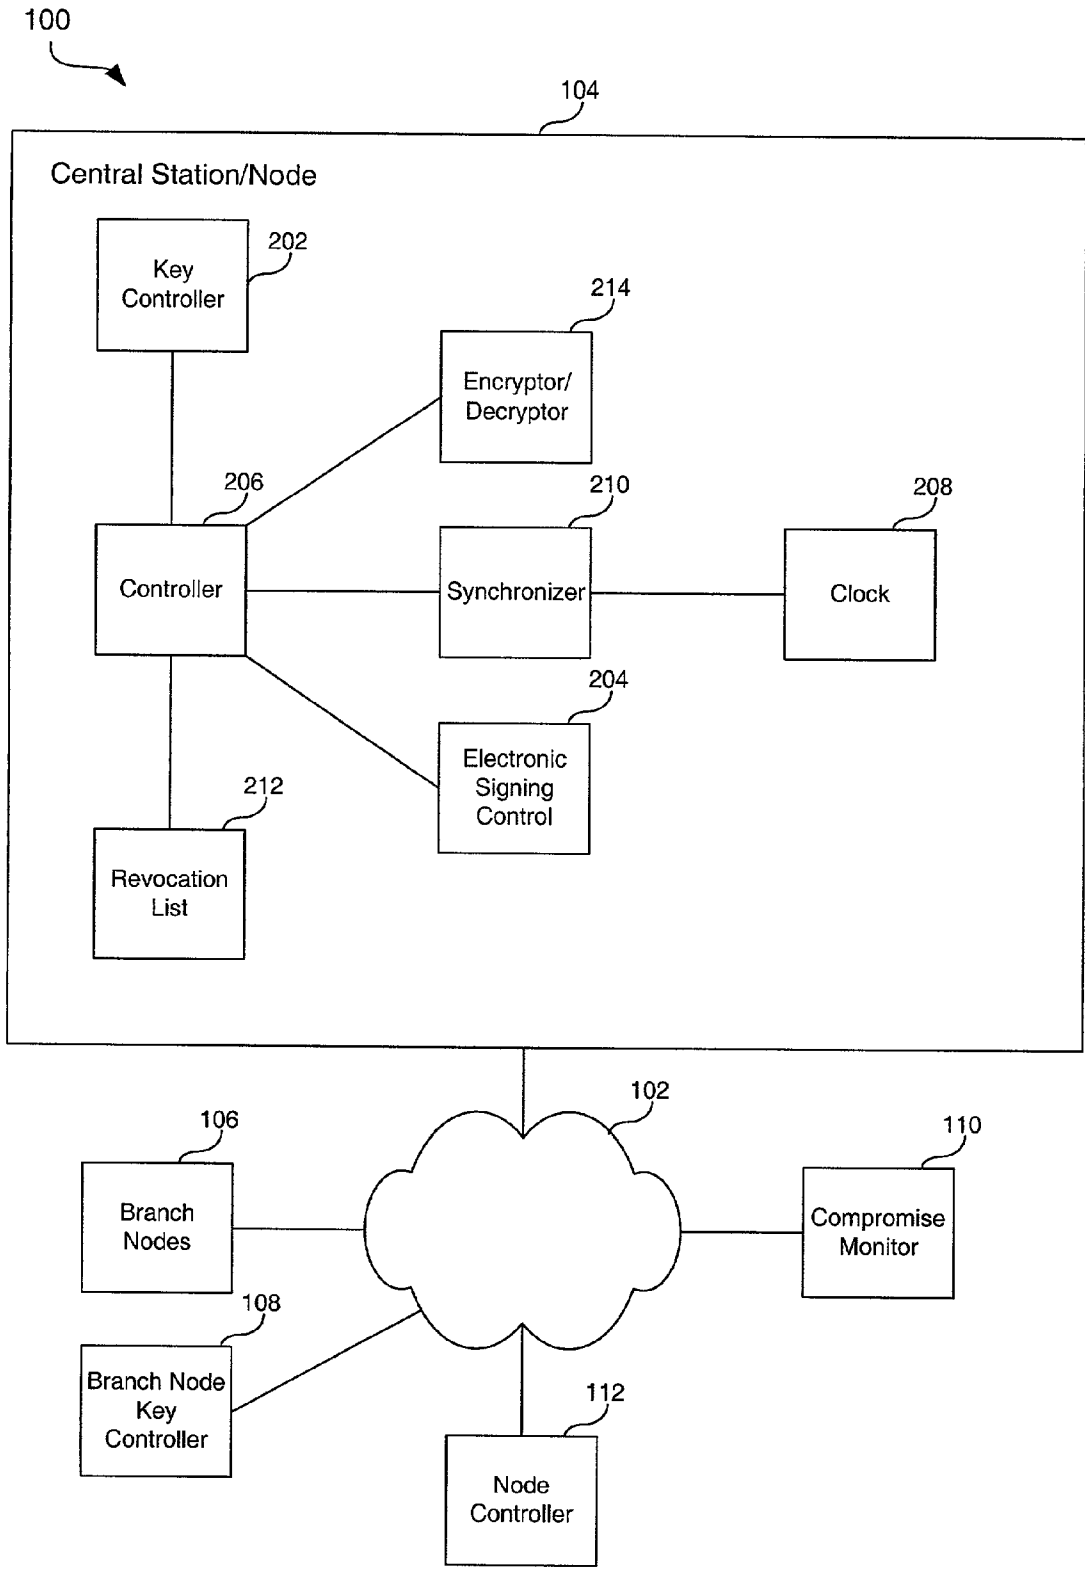 100
104
Central Station/Node
202
Key
Controller
214
Encryptor/
Decryptor
206
Controller
210
Synchronizer
208
Clock
204
Electronic
Signing
Control
212
Revocation
List
102
106
Branch
Nodes
110
Compromise
Monitor
108
Branch Node
Key
Controller
112
Node
Controller